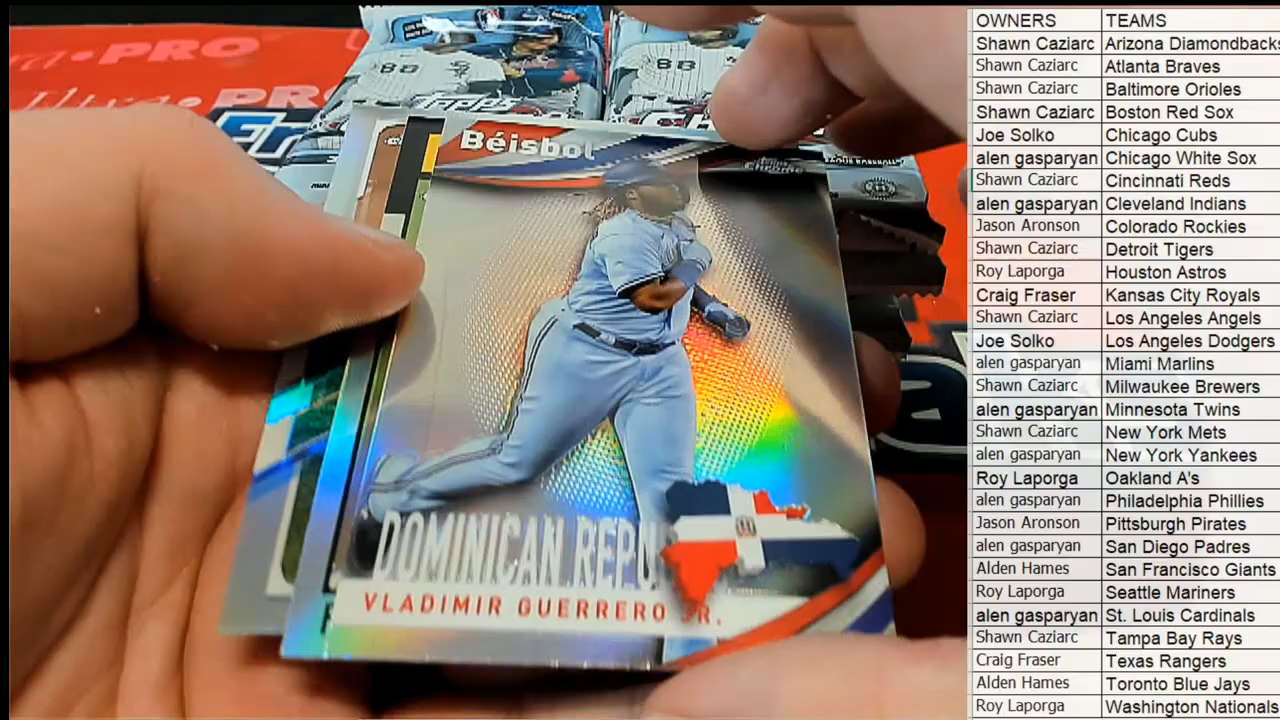 PRO
PRO
88
88
Topps
Béisbol
DOMINICAN REPU
VLADIMIR GUERRERO JR.
OWNERS TEAMS
Shawn Caziarc Arizona Diamondbacks
Shawn Caziarc Atlanta Braves
Shawn Caziarc Baltimore Orioles
Shawn Caziarc Boston Red Sox
Joe Solko Chicago Cubs
alen gasparyan Chicago White Sox
Shawn Caziarc Cincinnati Reds
alen gasparyan Cleveland Indians
Jason Aronson Colorado Rockies
Shawn Caziarc Detroit Tigers
Roy Laporga Houston Astros
Craig Fraser Kansas City Royals
Shawn Caziarc Los Angeles Angels
Joe Solko Los Angeles Dodgers
alen gasparyan Miami Marlins
Shawn Caziarc Milwaukee Brewers
alen gasparyan Minnesota Twins
Shawn Caziarc New York Mets
alen gasparyan New York Yankees
Roy Laporga Oakland A's
alen gasparyan Philadelphia Phillies
Jason Aronson Pittsburgh Pirates
alen gasparyan San Diego Padres
Alden Hames San Francisco Giants
Roy Laporga Seattle Mariners
alen gasparyan St. Louis Cardinals
Shawn Caziarc Tampa Bay Rays
Craig Fraser Texas Rangers
Alden Hames Toronto Blue Jays
Roy Laporga Washington Nationals